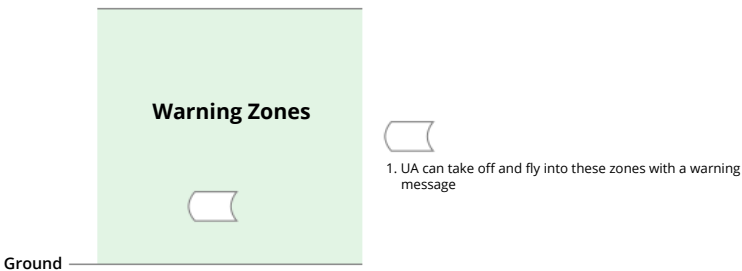 Warning Zones
1. UA can take off and fly into these zones with a warning
message
Ground